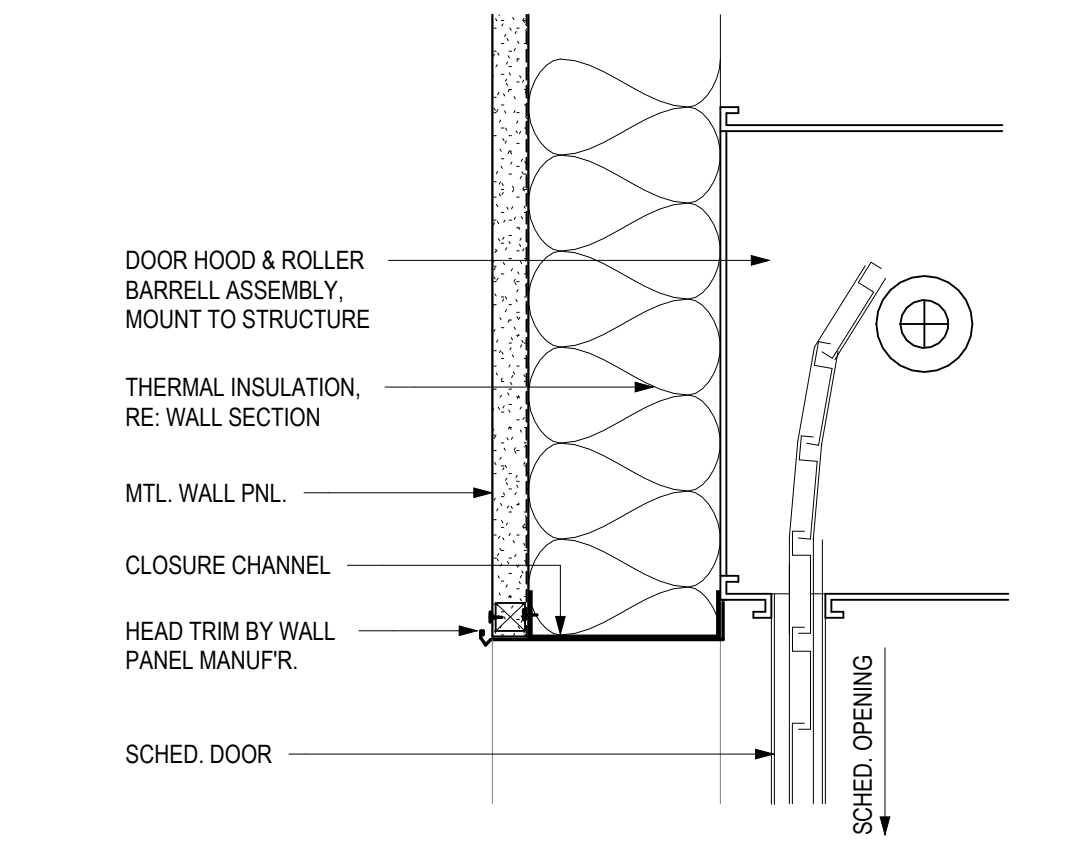 DOOR HOOD & ROLLER
BARRELL ASSEMBLY,
MOUNT TO STRUCTURE
THERMAL INSULATION,
RE: WALL SECTION
MTL. WALL PNL.
CLOSURE CHANNEL
HEAD TRIM BY WALL
PANEL MANUF'R.
SCHED. DOOR
SCHED. OPENING